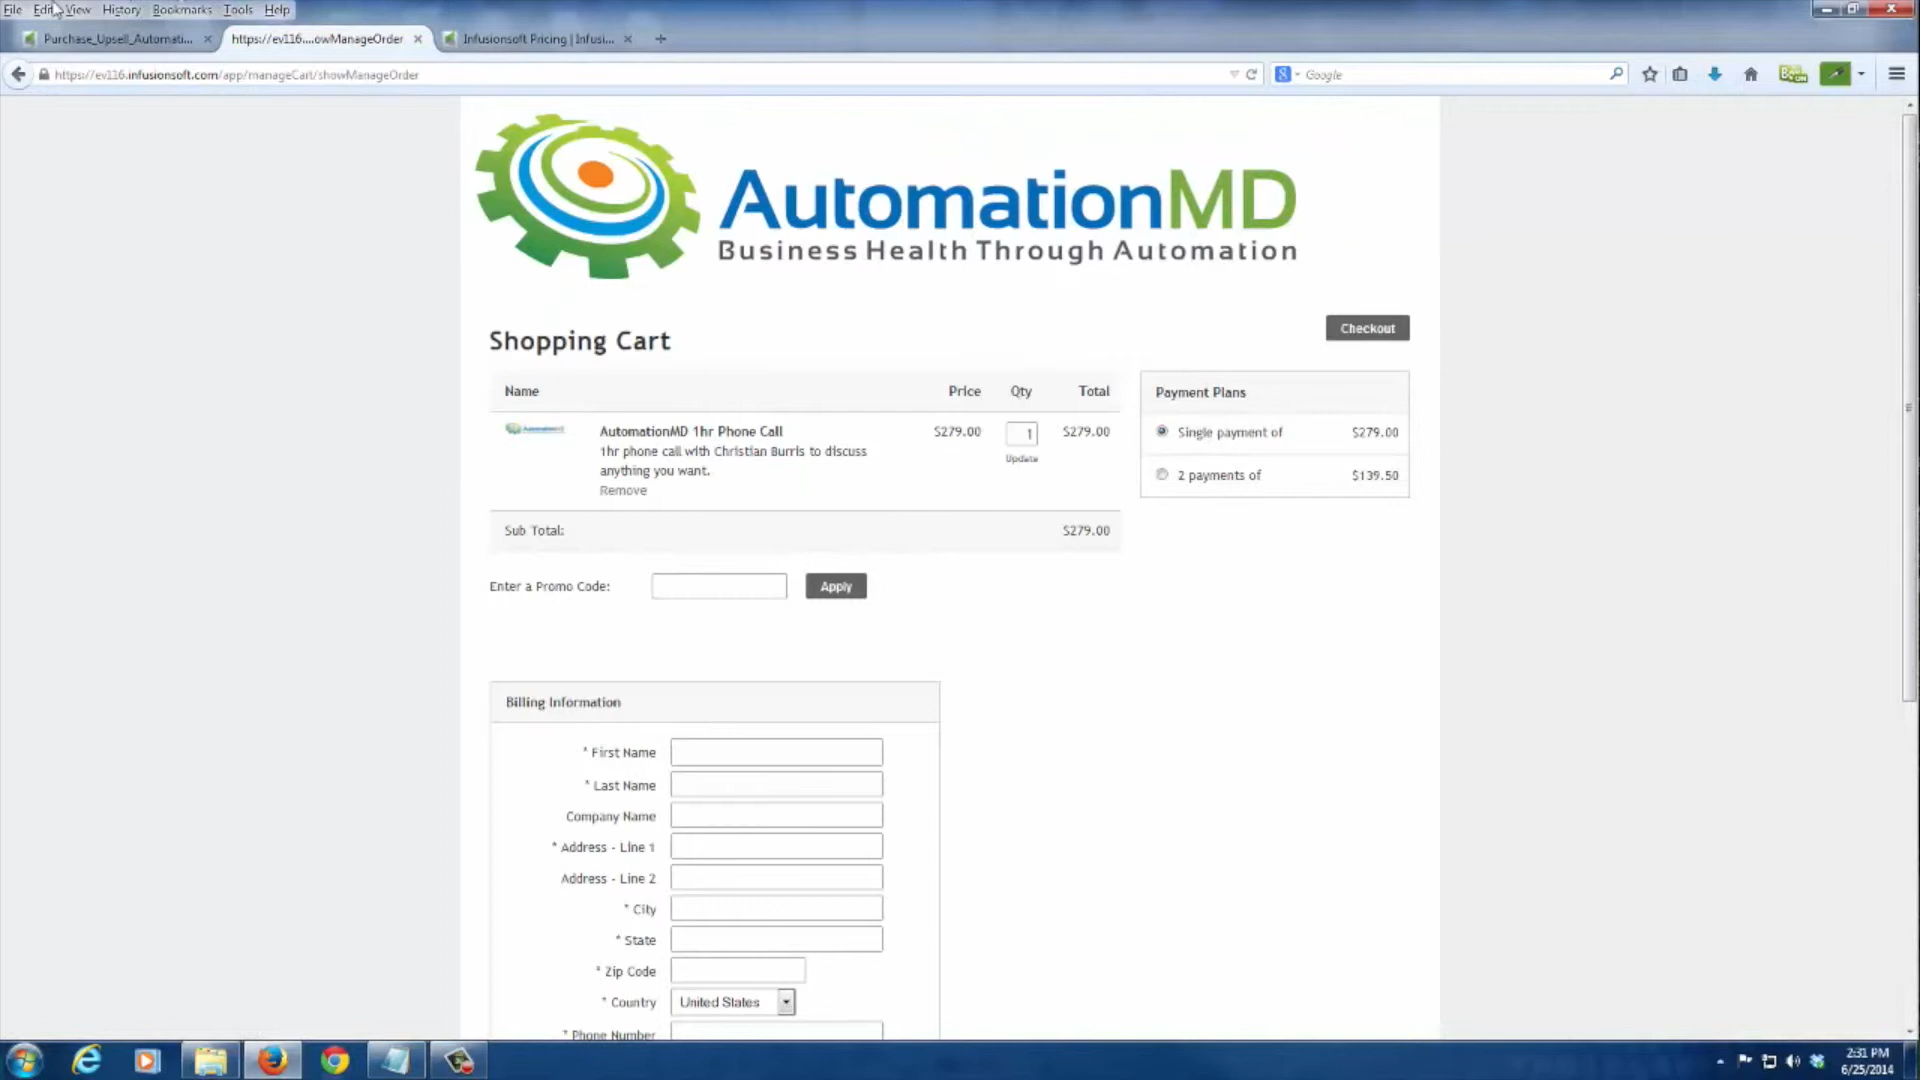 File Edit View History Bookmarks Tools Help
Purchase_Upsell_Automati... https://ev116....owManageOrder Infusionsoft Pricing | Infusi...
https://ev116.infusionsoft.com/app/manageCart/showManageOrder Google
AutomationMD
Business Health Through Automation
Shopping Cart
Checkout
Name Price Qty Total
Payment Plans
AutomationMD
AutomationMD 1hr Phone Call $279.00 1 $279.00
1hr phone call with Christian Burris to discuss
anything you want.
Update
Remove
Single payment of $279.00
2 payments of $139.50
Sub Total: $279.00
Enter a Promo Code: Apply
Billing Information
* First Name
* Last Name
Company Name
* Address - Line 1
Address - Line 2
* City
* State
* Zip Code
* Country United States
* Phone Number
2:31 PM
6/25/2014